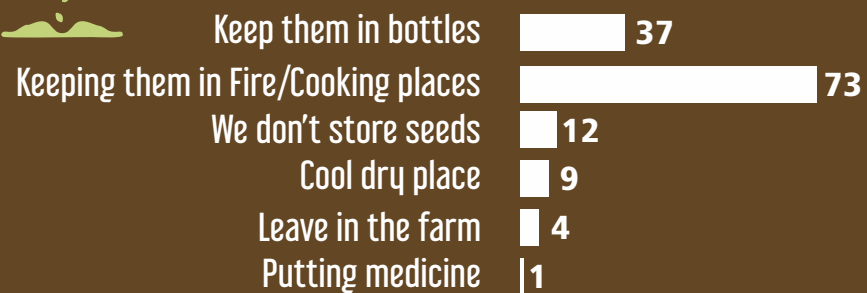 Keep them in bottles 37
Keeping them in Fire/Cooking places 73
We don't store seeds 12
Cool dry place 9
Leave in the farm 4
Putting medicine 1